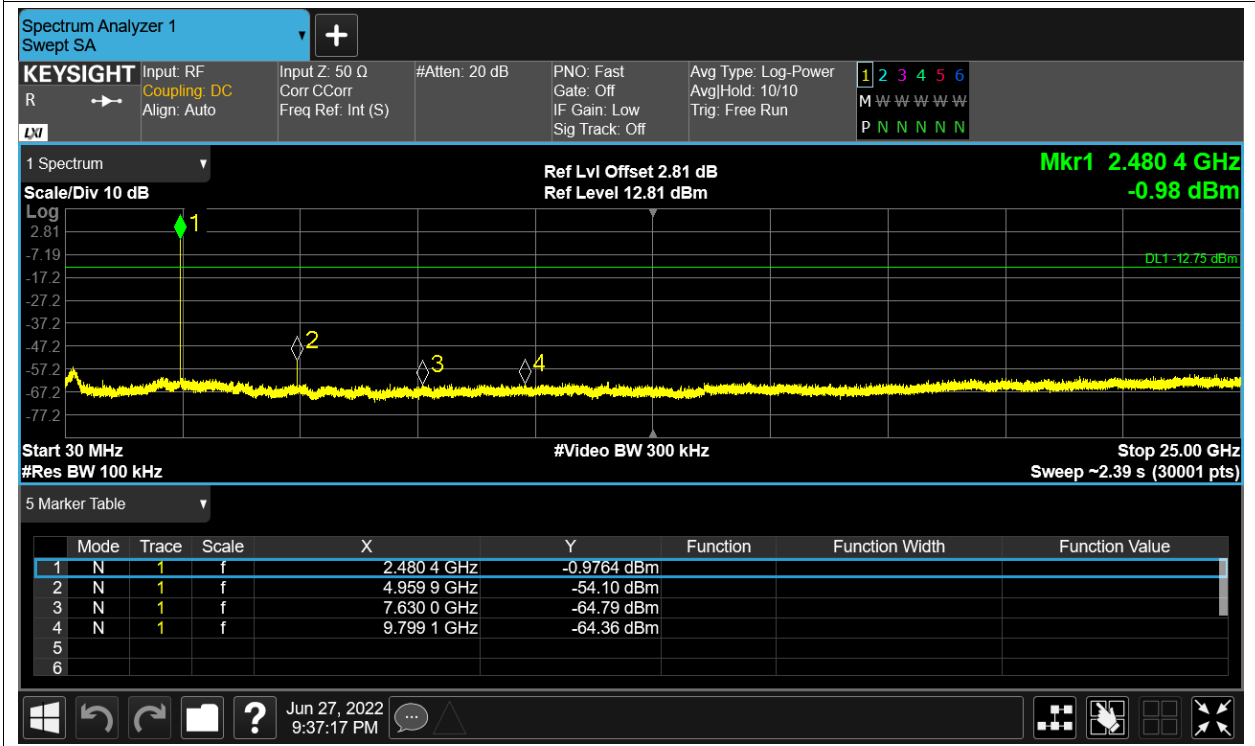 Spectrum Analyzer 1
Swept SA
KEYSIGHT
R
LXI
Input: RF
Coupling: DC
Align: Auto
Input Z: 50 Ω
Corr CCorr
Freq Ref: Int (S)
#Atten: 20 dB
PNO: Fast
Gate: Off
IF Gain: Low
Sig Track: Off
Avg Type: Log-Power
Avg|Hold: 10/10
Trig: Free Run
1 2 3 4 5 6
M W W W W W
P N N N N N
1 Spectrum
Scale/Div 10 dB
Ref Lvl Offset 2.81 dB
Ref Level 12.81 dBm
Mkr1 2.480 4 GHz
-0.98 dBm
Log
2.81
-7.19
-17.2
-27.2
-37.2
-47.2
-57.2
-67.2
-77.2
1
2
3
4
DL1 -12.75 dBm
Start 30 MHz
#Res BW 100 kHz
#Video BW 300 kHz
Stop 25.00 GHz
Sweep ~2.39 s (30001 pts)
5 Marker Table
Mode Trace Scale X Y Function Function Width Function Value
1 N 1 f 2.480 4 GHz -0.9764 dBm
2 N 1 f 4.959 9 GHz -54.10 dBm
3 N 1 f 7.630 0 GHz -64.79 dBm
4 N 1 f 9.799 1 GHz -64.36 dBm
5
6
?
Jun 27, 2022
9:37:17 PM